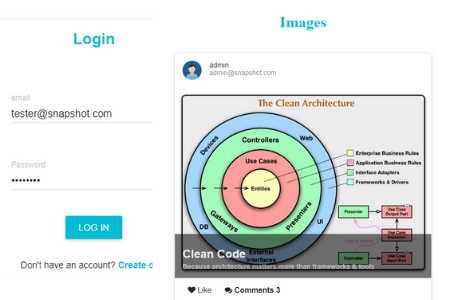 Login
email
tester@snapshot.com
Password
••••••••
LOG IN
Don't have an account? Create
Images
admin
admin@snapshot.com
The Clean Architecture
Devices
Controllers
Web
Use Cases
Entities
Gateways
Presenters
DB
UI
External
Interfaces
Enterprise Business Rules
Application Business Rules
Interface Adapters
Frameworks & Drivers
Presenter
Use Case
Output Port
Use Case
Interactor
Controller
Use Case
Input Port
Clean Code
Because architecture matters more than frameworks & tools
Like
Comments 3